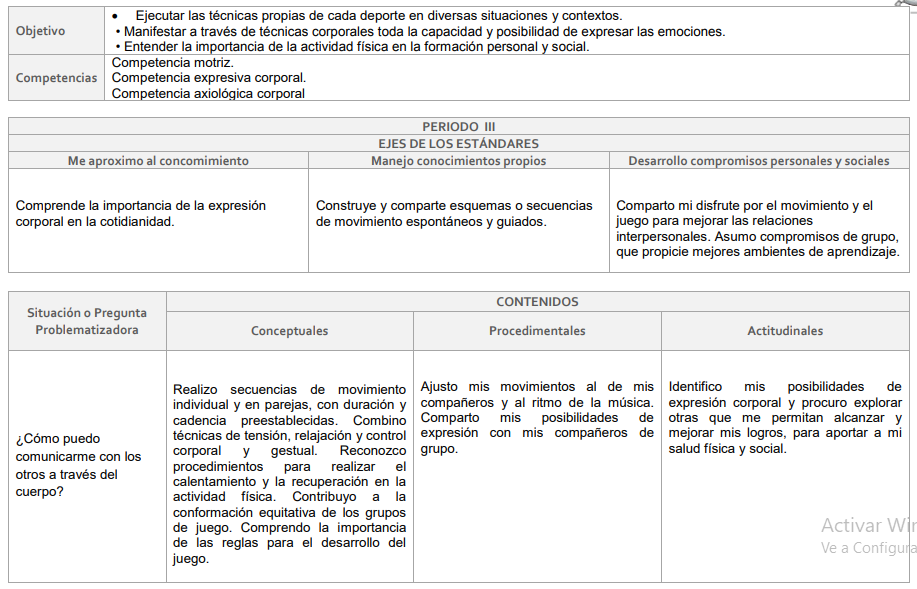 Objetivo
• Ejecutar las técnicas propias de cada deporte en diversas situaciones y contextos.
• Manifestar a través de técnicas corporales toda la capacidad y posibilidad de expresar las emociones.
• Entender la importancia de la actividad física en la formación personal y social.
Competencias
Competencia motriz.
Competencia expresiva corporal.
Competencia axiológica corporal
PERIODO III
EJES DE LOS ESTÁNDARES
Me aproximo al concomimiento
Manejo conocimientos propios
Desarrollo compromisos personales y sociales
Comprende la importancia de la expresión
corporal en la cotidianidad.
Construye y comparte esquemas o secuencias
de movimiento espontáneos y guiados.
Comparto mi disfrute por el movimiento y el
juego para mejorar las relaciones
interpersonales. Asumo compromisos de grupo,
que propicie mejores ambientes de aprendizaje.
Situación o Pregunta
Problematizadora
CONTENIDOS
Conceptuales
Procedimentales
Actitudinales
¿Cómo puedo
comunicarme con los
otros a través del
cuerpo?
Realizo secuencias de movimiento
individual y en parejas, con duración y
cadencia preestablecidas. Combino
técnicas de tensión, relajación y control
corporal y gestual. Reconozco
procedimientos para realizar el
calentamiento y la recuperación en la
actividad física. Contribuyo a la
conformación equitativa de los grupos
de juego. Comprendo la importancia
de las reglas para el desarrollo del
juego.
Ajusto mis movimientos al de mis
compañeros y al ritmo de la música.
Comparto mis posibilidades de
expresión con mis compañeros de
grupo.
Identifico mis posibilidades de
expresión corporal y procuro explorar
otras que me permitan alcanzar y
mejorar mis logros, para aportar a mi
salud física y social.
Activar Wi
Ve a Configura